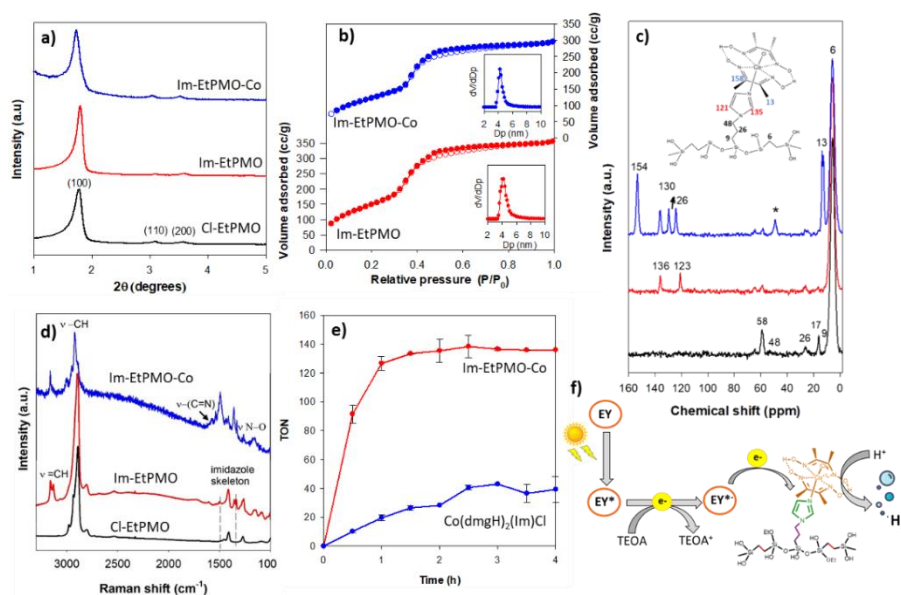 a)
Im-EtPMO-Co
Im-EtPMO
(100)
(110) (200)
Cl-EtPMO
Intensity (a.u)
1 2 3 4 5
2θ (degrees)
b)
Volume adsorbed (cc/g)
350
300
250
200
150
100
50
0
Im-EtPMO-Co
dV/dDp
2 4 6 8 10
Dp (nm)
350
300
250
200
150
100
50
0
Volume adsorbed (cc/g)
Im-EtPMO
dV/dDp
2 4 6 8 10
Dp (nm)
0.0 0.2 0.4 0.6 0.8 1.0
Relative pressure (P/P0)
c)
6
158
13
121
135
48
26
9
6
13
154
130
126
*
136
123
58
48
26
17
9
Intensity (a.u.)
160 140 120 100 80 60 40 20 0
Chemical shift (ppm)
d)
ν –CH
Im-EtPMO-Co
ν–(C=N)
ν N–O
ν =CH
Im-EtPMO
imidazole
skeleton
Cl-EtPMO
Intensity (a.u.)
3000 2500 2000 1500 1000
Raman shift (cm-1)
e)
140
120
100
80
60
40
20
0
TON
Im-EtPMO-Co
Co(dmgH)2(Im)Cl
0 1 2 3 4
Time (h)
f)
EY
EY*
e-
EY*-
e-
TEOA
TEOA+
H+